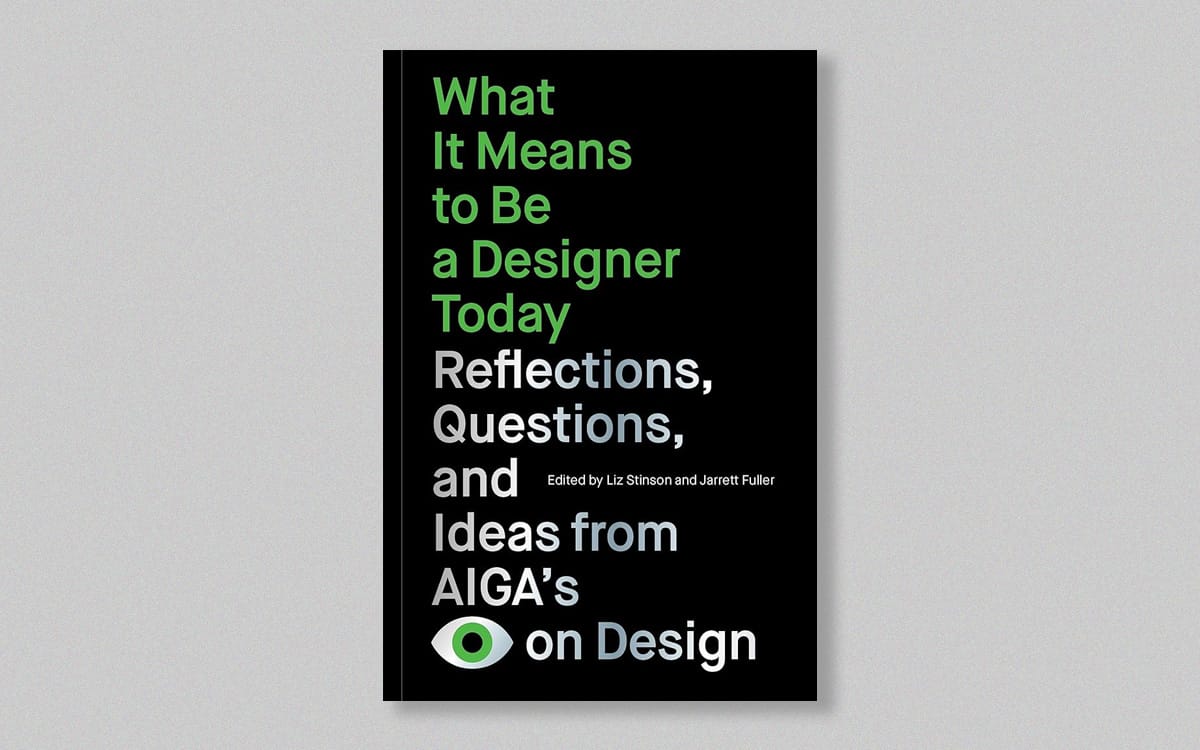 What
It Means
to Be
a Designer
Today
Reflections,
Questions,
and
Edited by Liz Stinson and Jarrett Fuller
Ideas from
AIGA’s
on Design